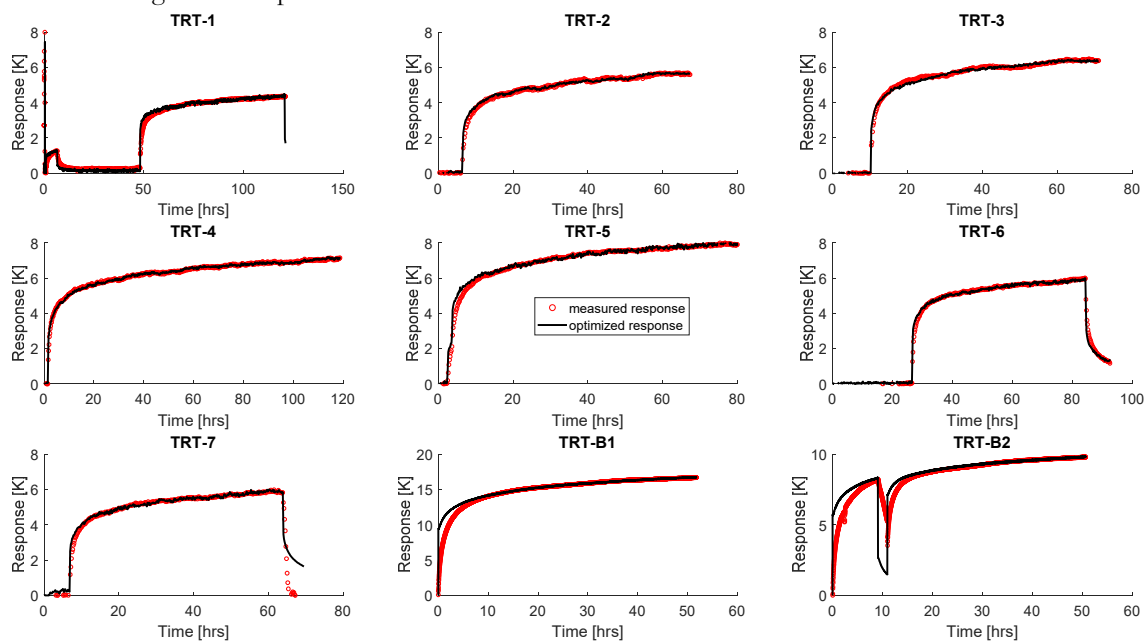 TRT-1
8
6
4
2
0
Response [K]
0 50 100 150
Time [hrs]
TRT-2
8
6
4
2
0
Response [K]
0 20 40 60 80
Time [hrs]
TRT-3
8
6
4
2
0
Response [K]
0 20 40 60 80
Time [hrs]
TRT-4
8
6
4
2
0
Response [K]
0 20 40 60 80 100 120
Time [hrs]
TRT-5
8
6
4
2
0
Response [K]
measured response
optimized response
0 20 40 60 80
Time [hrs]
TRT-6
8
6
4
2
0
Response [K]
0 20 40 60 80 100
Time [hrs]
TRT-7
8
6
4
2
0
Response [K]
0 20 40 60 80
Time [hrs]
TRT-B1
20
15
10
5
0
Response [K]
0 10 20 30 40 50 60
Time [hrs]
TRT-B2
10
5
0
Response [K]
0 10 20 30 40 50 60
Time [hrs]